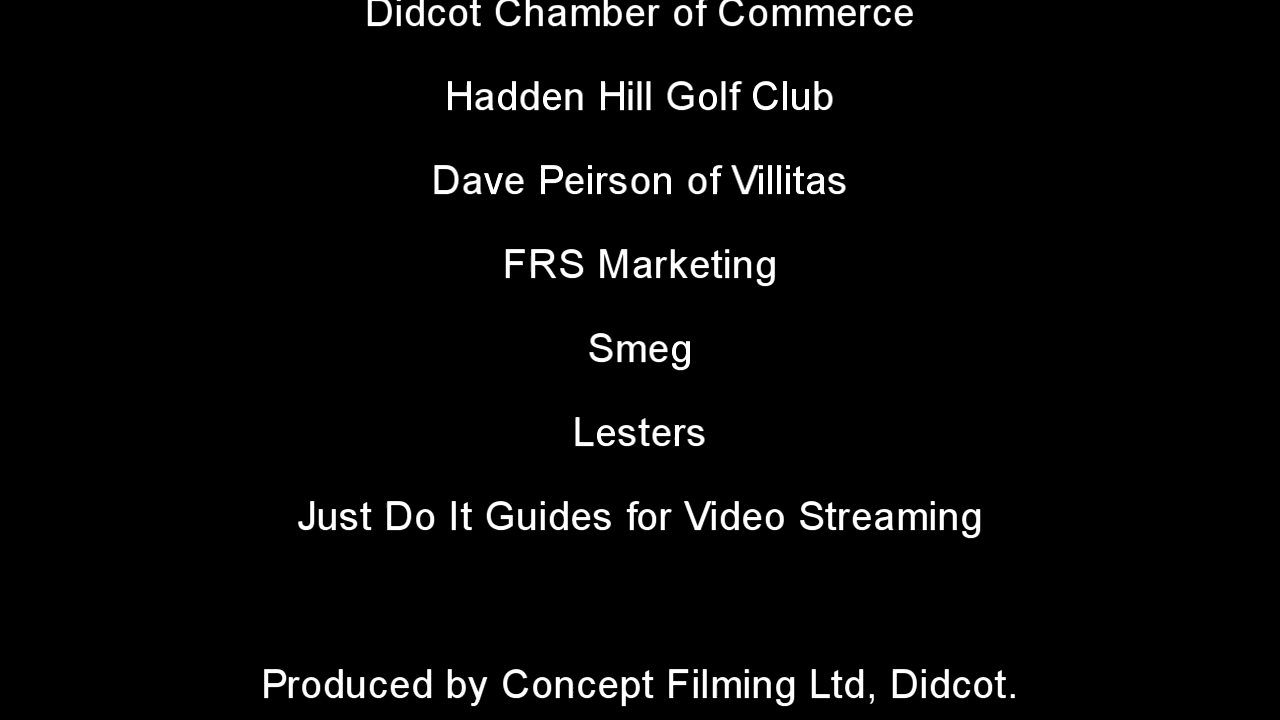 Didcot Chamber of Commerce
Hadden Hill Golf Club
Dave Peirson of Villitas
FRS Marketing
Smeg
Lesters
Just Do It Guides for Video Streaming
Produced by Concept Filming Ltd, Didcot.